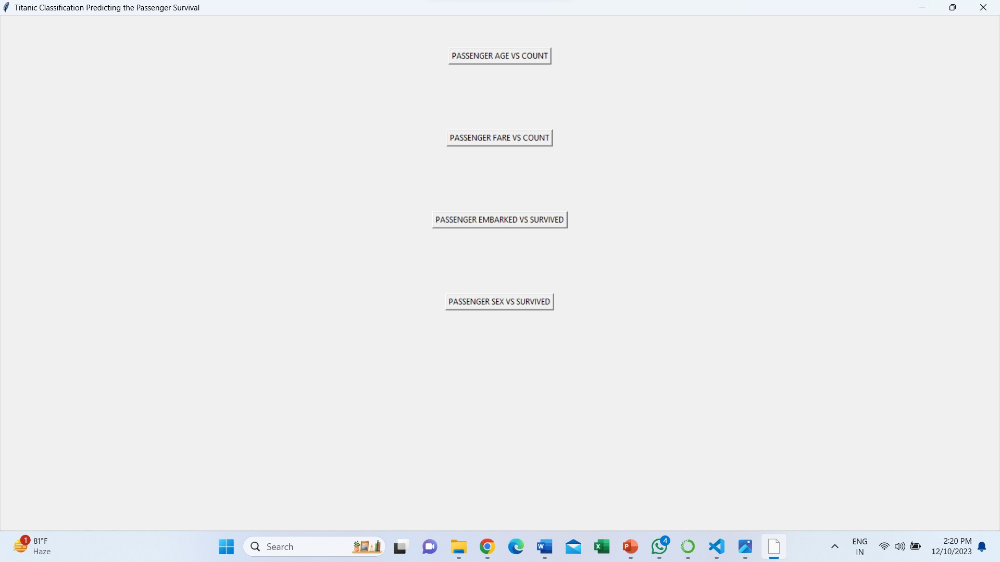 Titanic Classification Predicting the Passenger Survival
PASSENGER AGE VS COUNT
PASSENGER FARE VS COUNT
PASSENGER EMBARKED VS SURVIVED
PASSENGER SEX VS SURVIVED
1
81°F
Haze
Search
W
X
P
4
ENG
IN
2:20 PM
12/10/2023